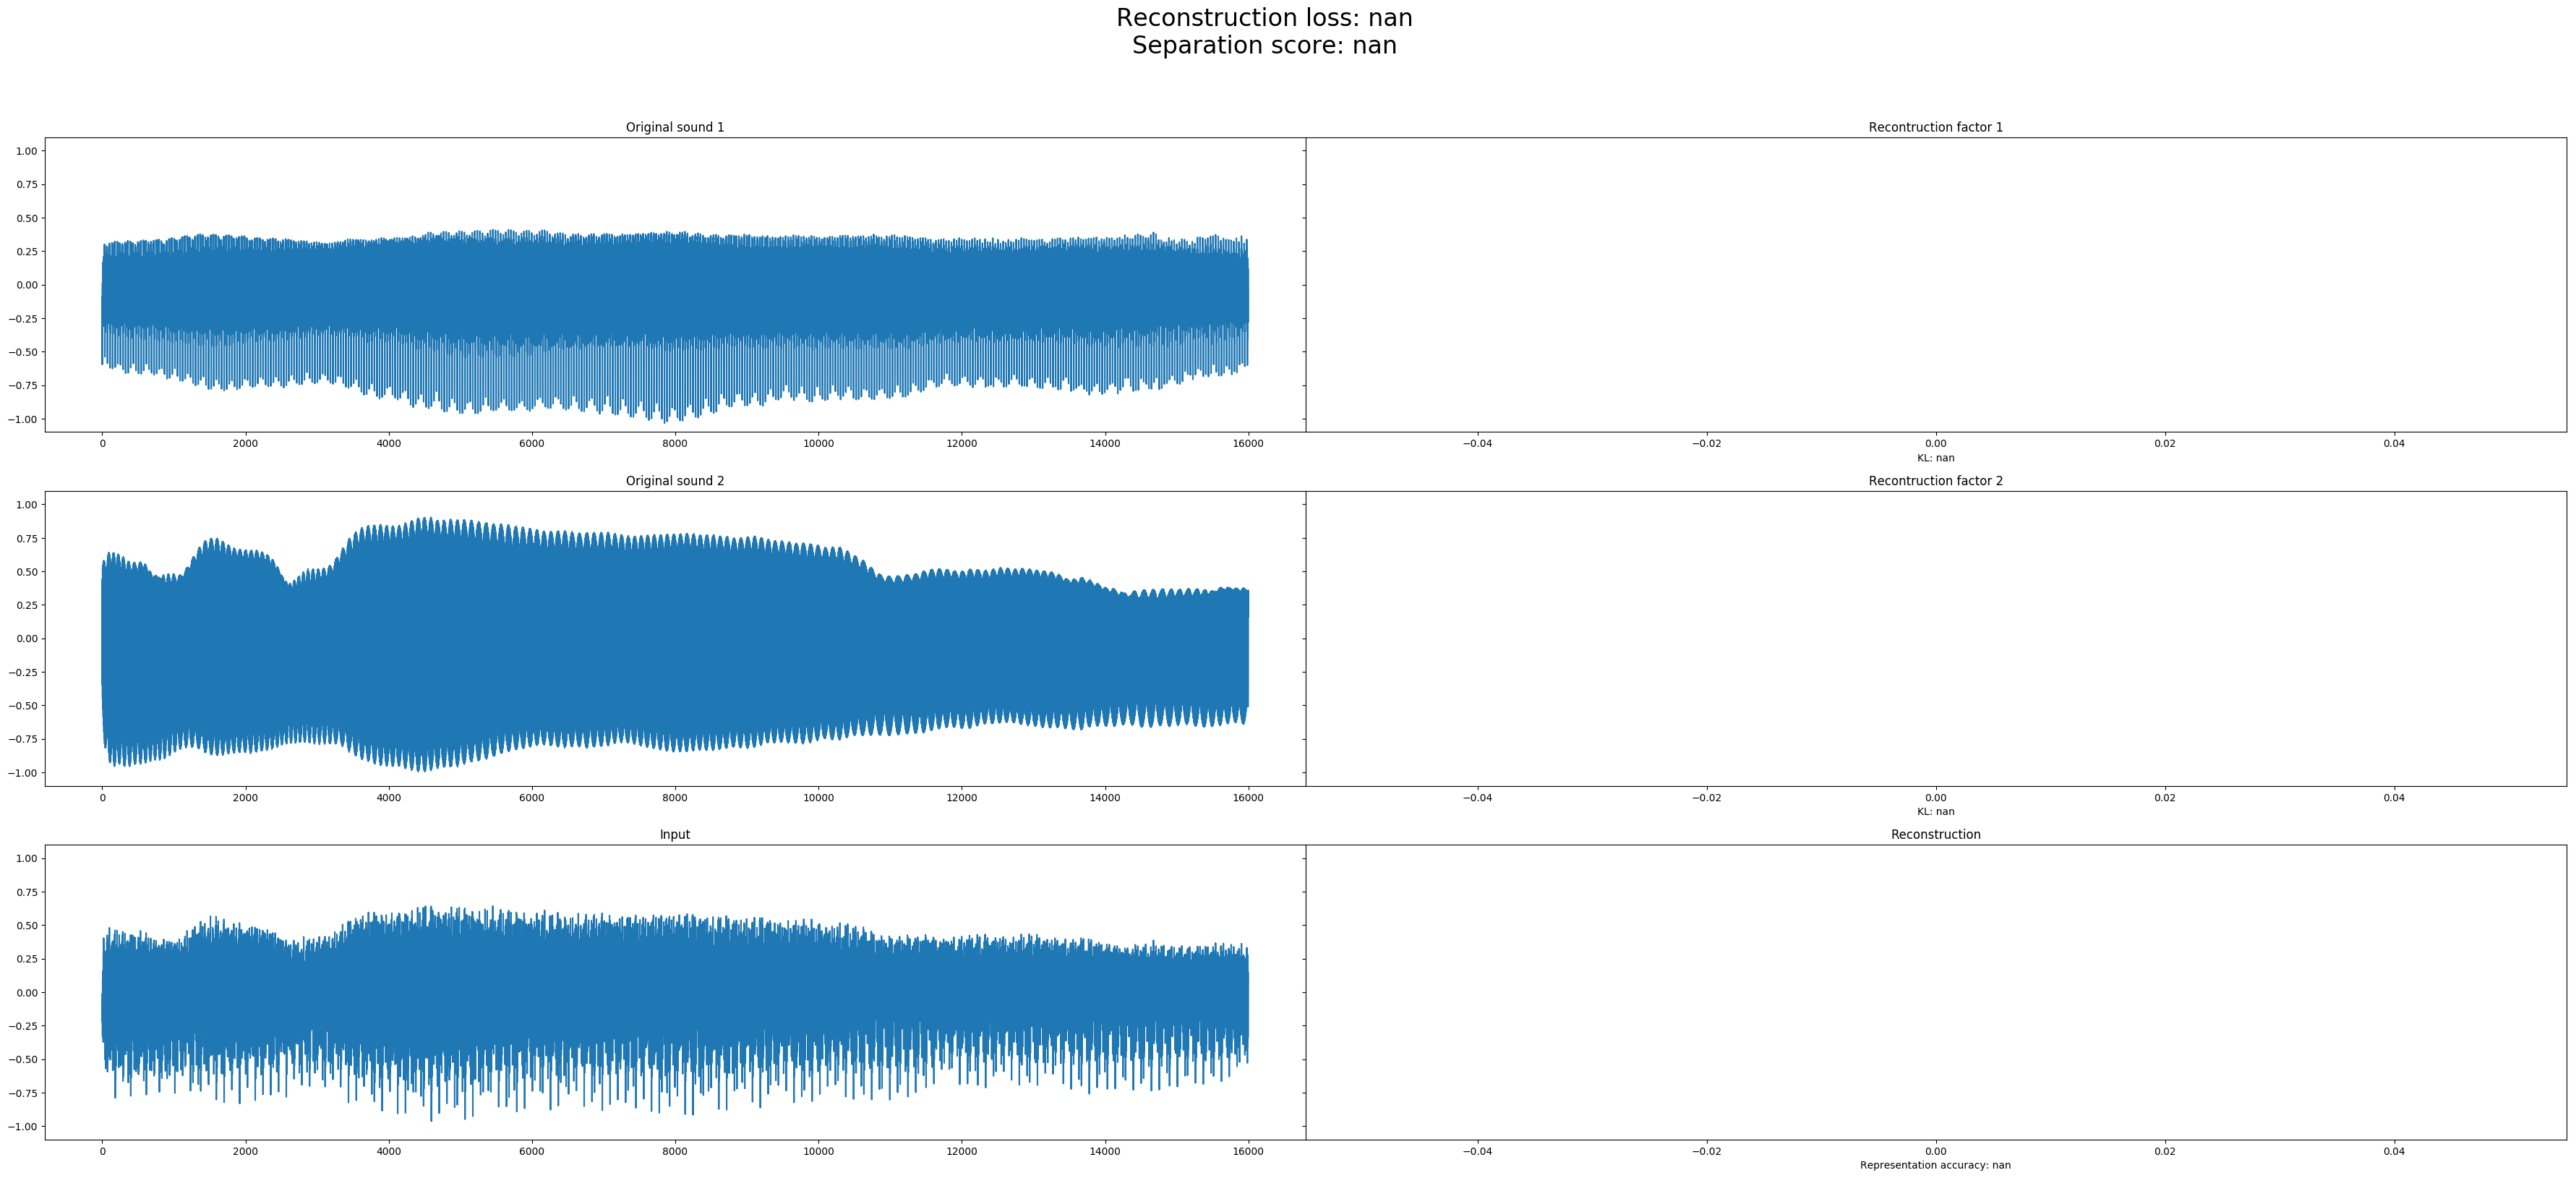 Reconstruction loss: nan
Separation score: nan
Original sound 1
Recontruction factor 1
1.00
0.75
0.50
0.25
0.00
−0.25
−0.50
−0.75
−1.00
0 2000 4000 6000 8000 10000 12000 14000 16000
−0.04 −0.02 0.00 0.02 0.04
KL: nan
Original sound 2
Recontruction factor 2
1.00
0.75
0.50
0.25
0.00
−0.25
−0.50
−0.75
−1.00
0 2000 4000 6000 8000 10000 12000 14000 16000
−0.04 −0.02 0.00 0.02 0.04
KL: nan
Input
Reconstruction
1.00
0.75
0.50
0.25
0.00
−0.25
−0.50
−0.75
−1.00
0 2000 4000 6000 8000 10000 12000 14000 16000
−0.04 −0.02 0.00 0.02 0.04
Representation accuracy: nan